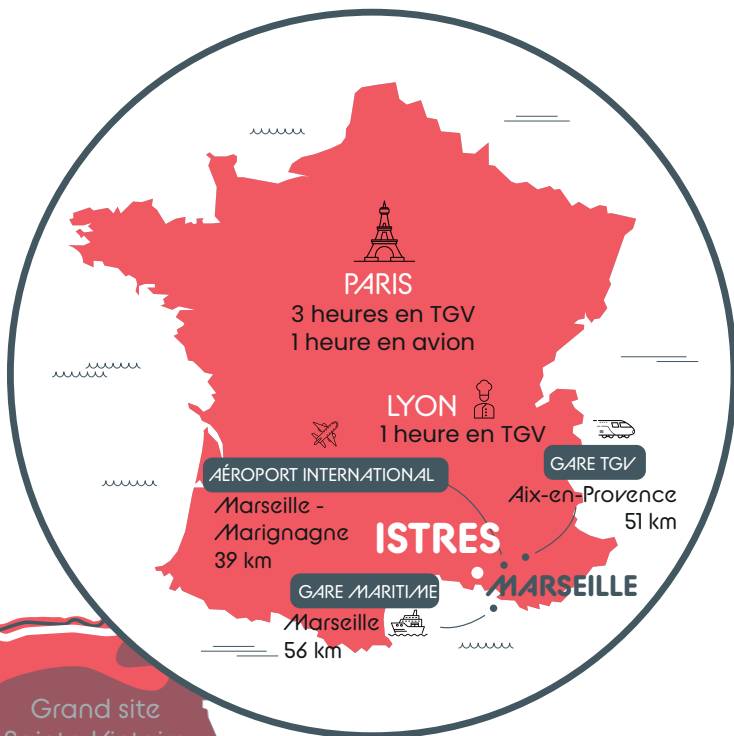 PARIS
3 heures en TGV
1 heure en avion
LYON
1 heure en TGV
AÉROPORT INTERNATIONAL
Marseille -
Marignagne
39 km
GARE TGV
Aix-en-Provence
51 km
ISTRES
MARSEILLE
GARE MARITIME
Marseille
56 km
Grand site